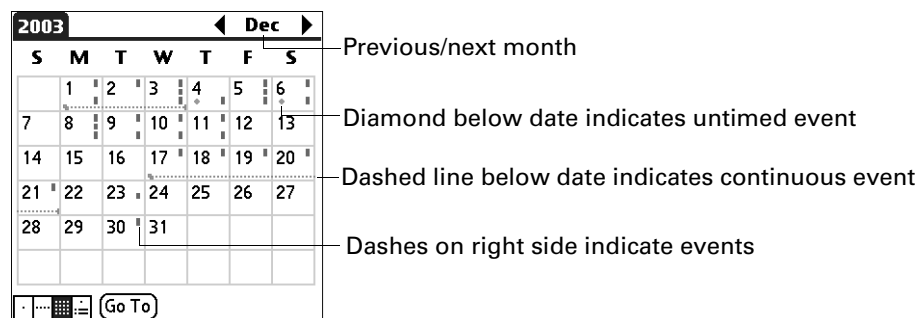 2003 Dec
S M T W T F S
1 2 3 4 5 6
7 8 9 10 11 12 13
14 15 16 17 18 19 20
21 22 23 24 25 26 27
28 29 30 31
Go To
Previous/next month
Diamond below date indicates untimed event
Dashed line below date indicates continuous event
Dashes on right side indicate events